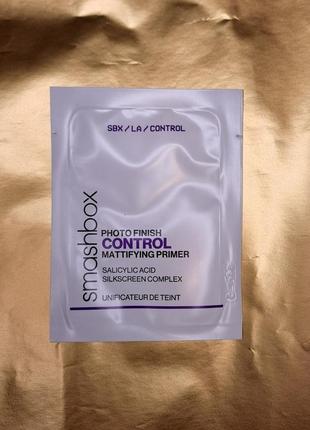 SBX / LA / CONTROL
smashbox
PHOTO FINISH
CONTROL
MATTIFYING PRIMER
SALICYLIC ACID
SILKSCREEN COMPLEX
UNIFICATEUR DE TEINT